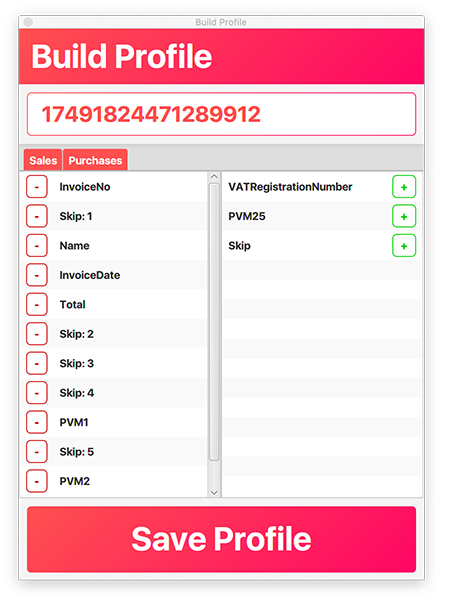 Build Profile
Build Profile
17491824471289912
Sales Purchases
- InvoiceNo VATRegistrationNumber +
- Skip: 1 PVM25 +
- Name Skip +
- InvoiceDate
- Total
- Skip: 2
- Skip: 3
- Skip: 4
- PVM1
- Skip: 5
- PVM2
Save Profile